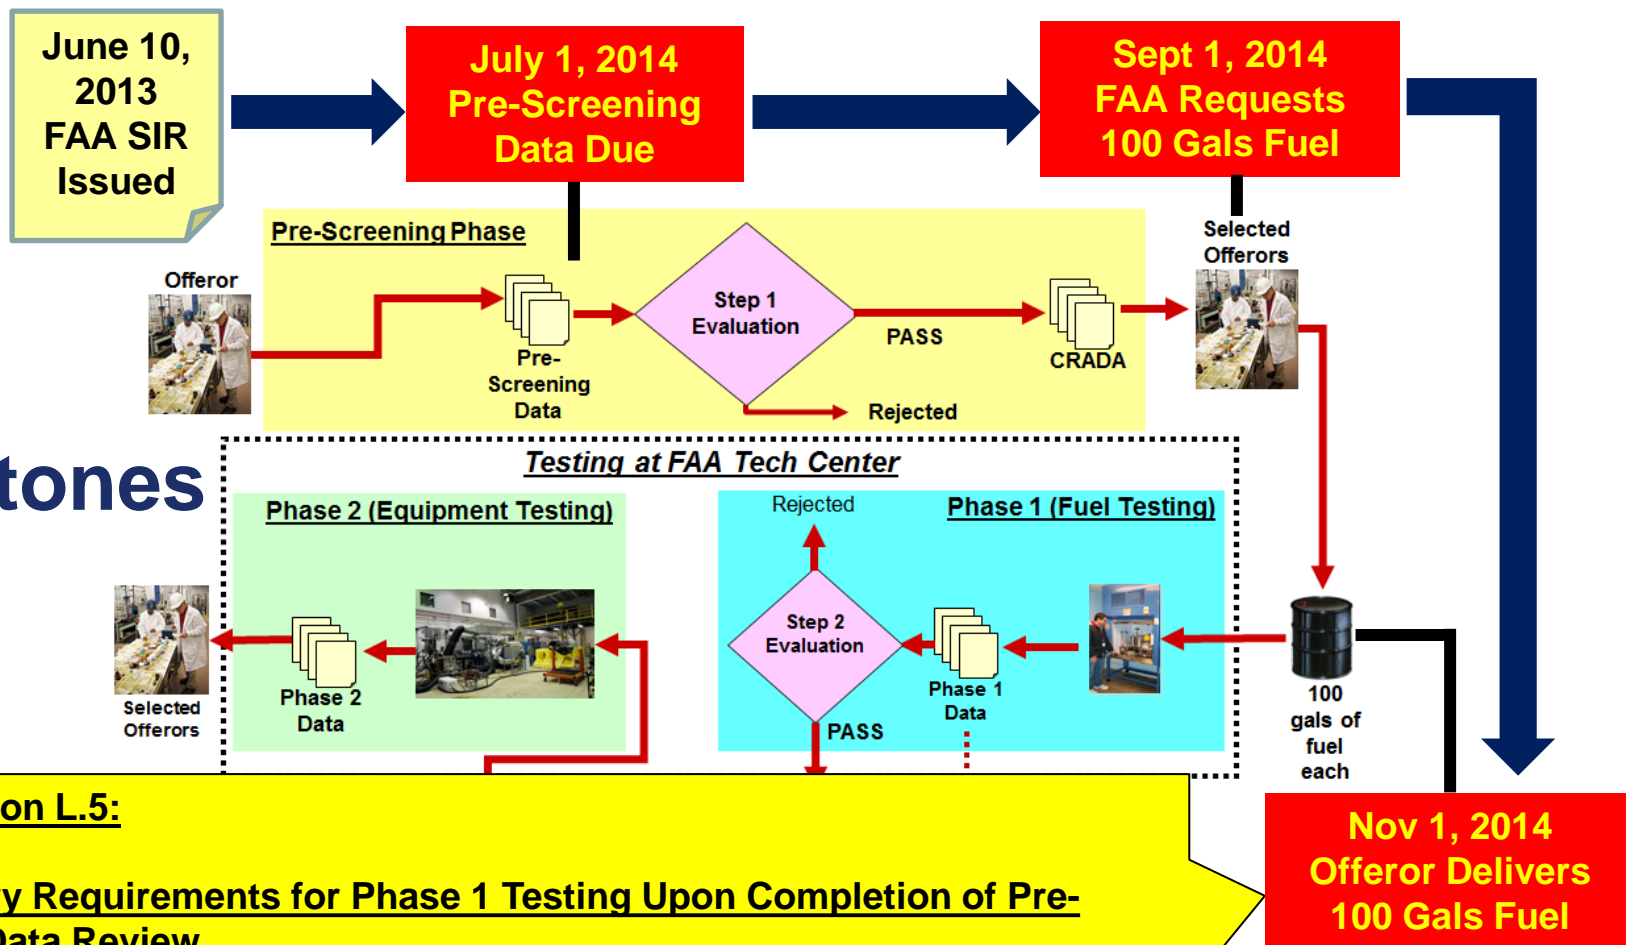 June 10,
2013
FAA SIR
Issued
July 1, 2014
Pre-Screening
Data Due
Sept 1, 2014
FAA Requests
100 Gals Fuel
Pre-Screening Phase
Offeror
Pre-
Screening
Data
Step 1
Evaluation
PASS
Rejected
CRADA
Selected
Offerors
tones
Testing at FAA Tech Center
Phase 2 (Equipment Testing)
Phase 2
Data
Selected
Offerors
Phase 1 (Fuel Testing)
Rejected
Step 2
Evaluation
PASS
Phase 1
Data
100
gals of
fuel
each
on L.5:
y Requirements for Phase 1 Testing Upon Completion of Pre-
Data Review
Nov 1, 2014
Offeror Delivers
100 Gals Fuel